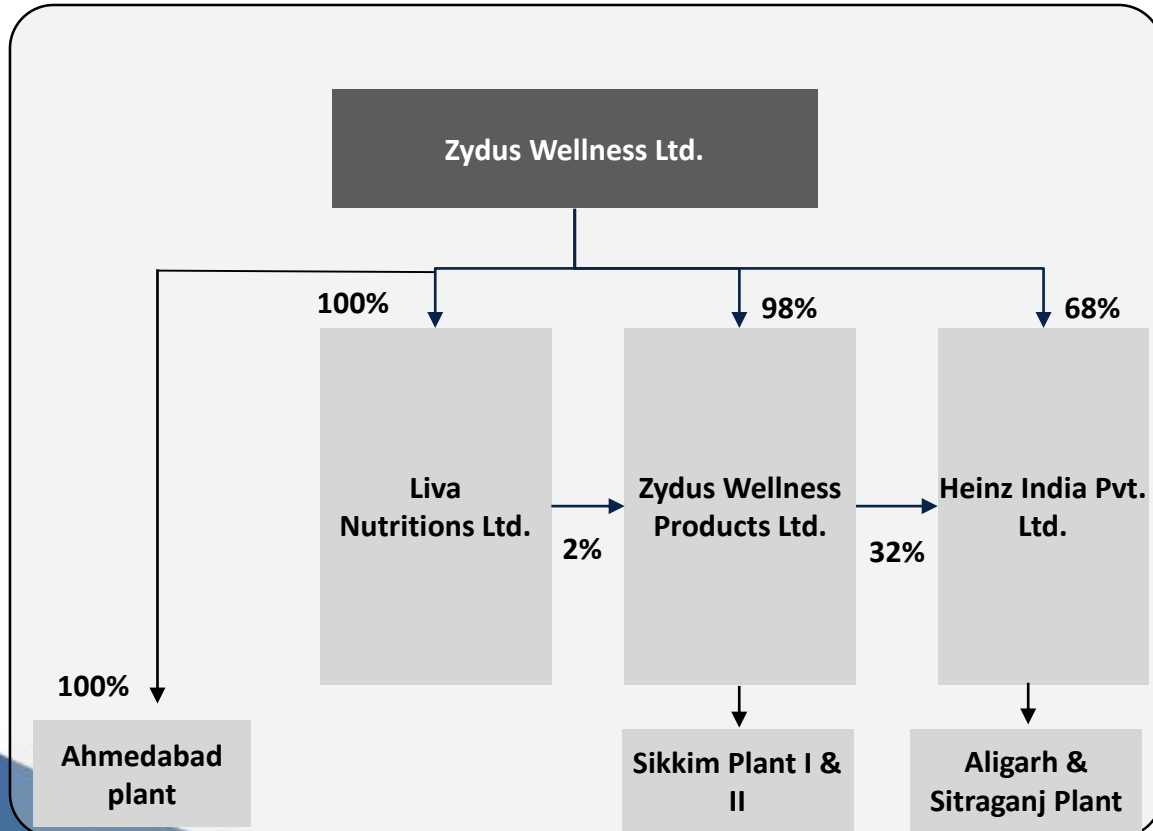 Zydus Wellness Ltd.
100%
98%
68%
Liva
Nutritions Ltd.
2%
Zydus Wellness
Products Ltd.
32%
Heinz India Pvt.
Ltd.
100%
Ahmedabad
plant
Sikkim Plant I &
II
Aligarh &
Sitraganj Plant